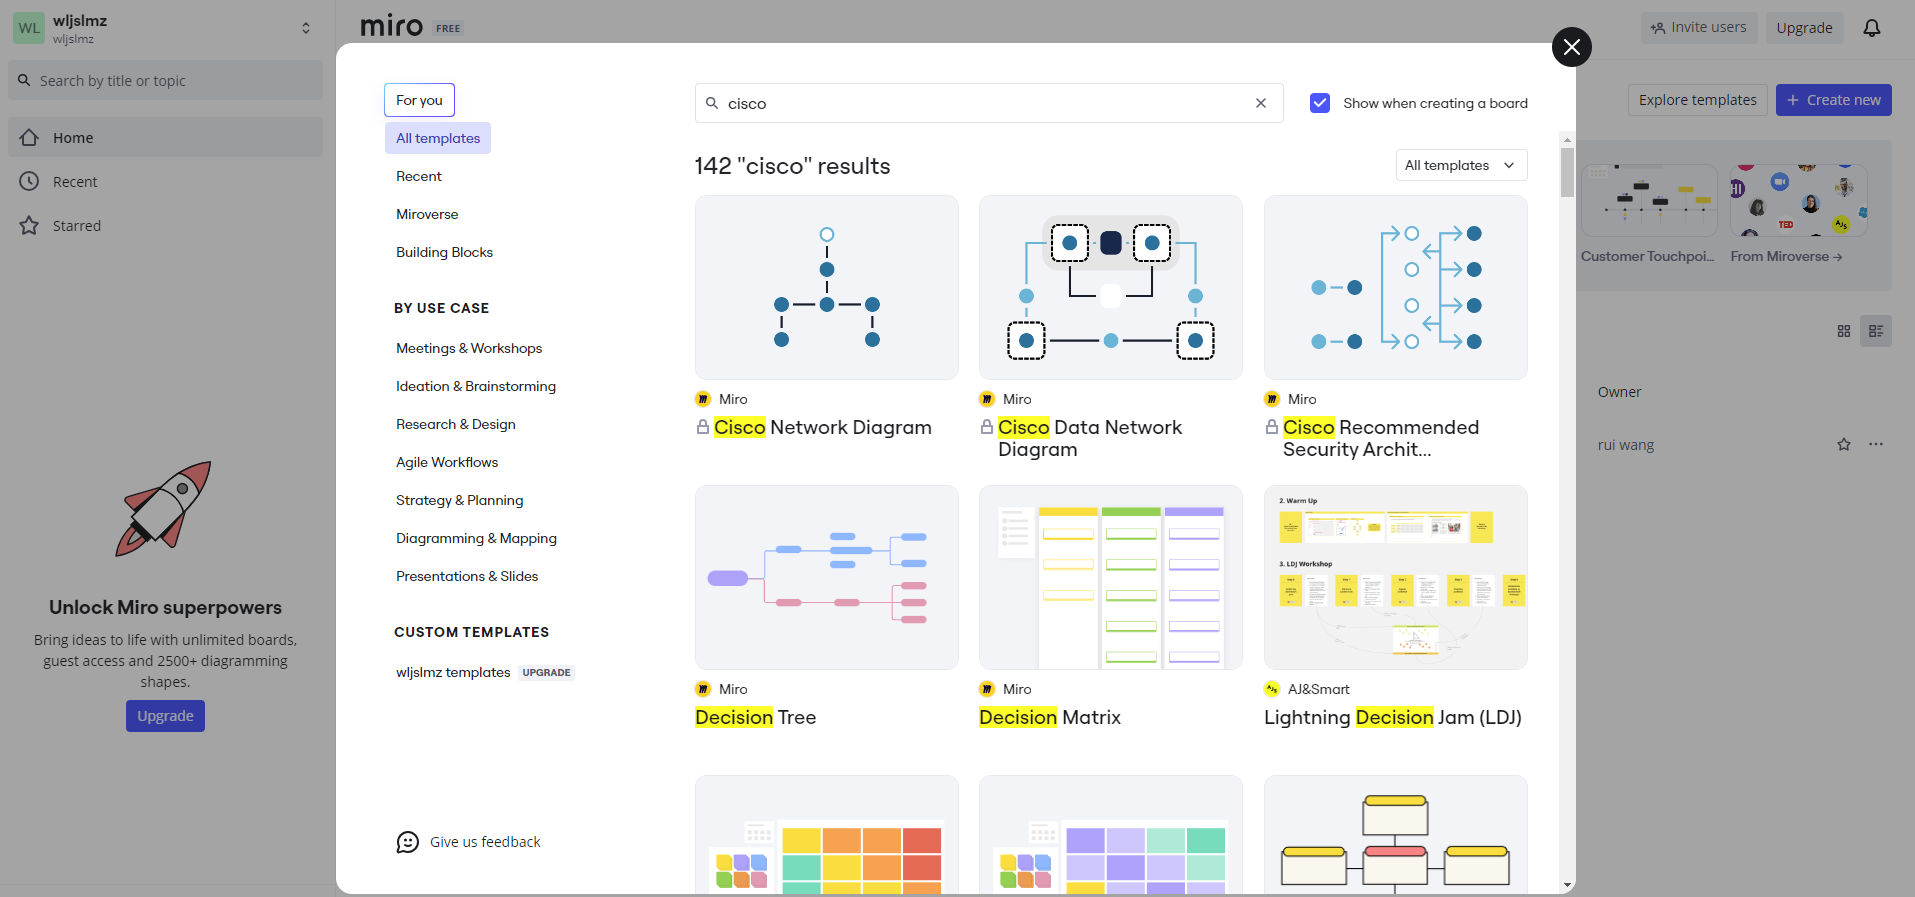 WL
wljslmz
wljslmz
Search by title or topic
Home
Recent
Starred
Unlock Miro superpowers
Bring ideas to life with unlimited boards,
guest access and 2500+ diagramming
shapes.
Upgrade
miro FREE
Invite users
Upgrade
For you
All templates
Recent
Miroverse
Building Blocks
BY USE CASE
Meetings & Workshops
Ideation & Brainstorming
Research & Design
Agile Workflows
Strategy & Planning
Diagramming & Mapping
Presentations & Slides
CUSTOM TEMPLATES
wljslmz templates UPGRADE
Give us feedback
cisco
Show when creating a board
142 "cisco" results
All templates
Miro
Cisco Network Diagram
Miro
Cisco Data Network
Diagram
Miro
Cisco Recommended
Security Archit...
2. Warm Up
3. LDJ Workshop
Miro
Decision Tree
Miro
Decision Matrix
AJ&Smart
Lightning Decision Jam (LDJ)
Explore templates
+ Create new
HI
TED
AJs
Customer Touchpoi...
From Miroverse →
Owner
rui wang